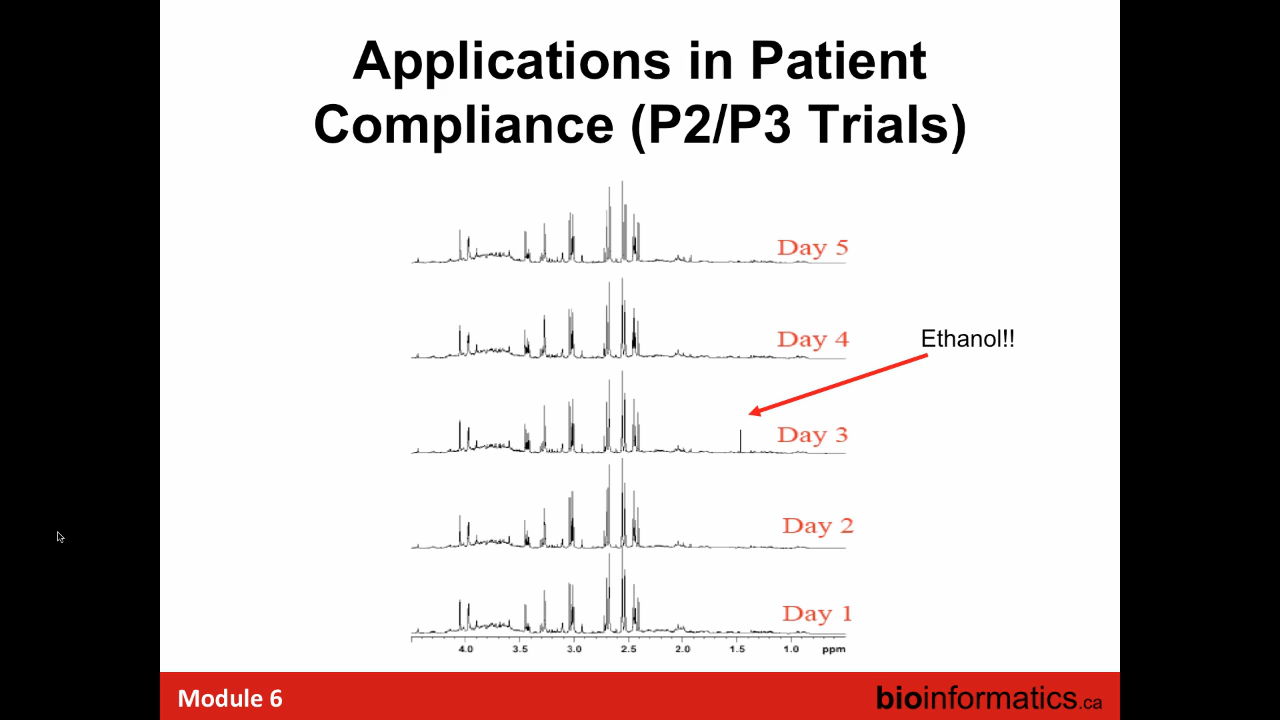 Applications in Patient
Compliance (P2/P3 Trials)
Day 5
Day 4
Ethanol!!
Day 3
Day 2
Day 1
4.0 3.5 3.0 2.5 2.0 1.5 1.0 ppm
Module 6
bioinformatics.ca